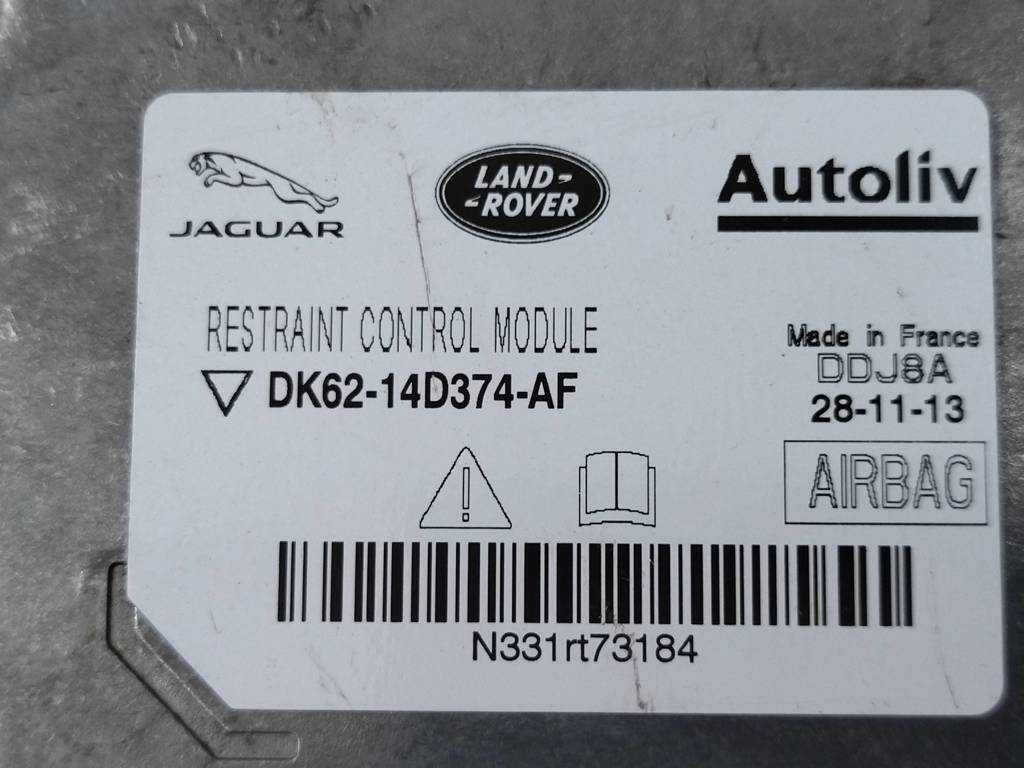 JAGUAR
LAND-
-ROVER
Autoliv
RESTRAINT CONTROL MODULE
DK62-14D374-AF
Made in France
DDJ8A
28-11-13
AIRBAG
N331rt73184